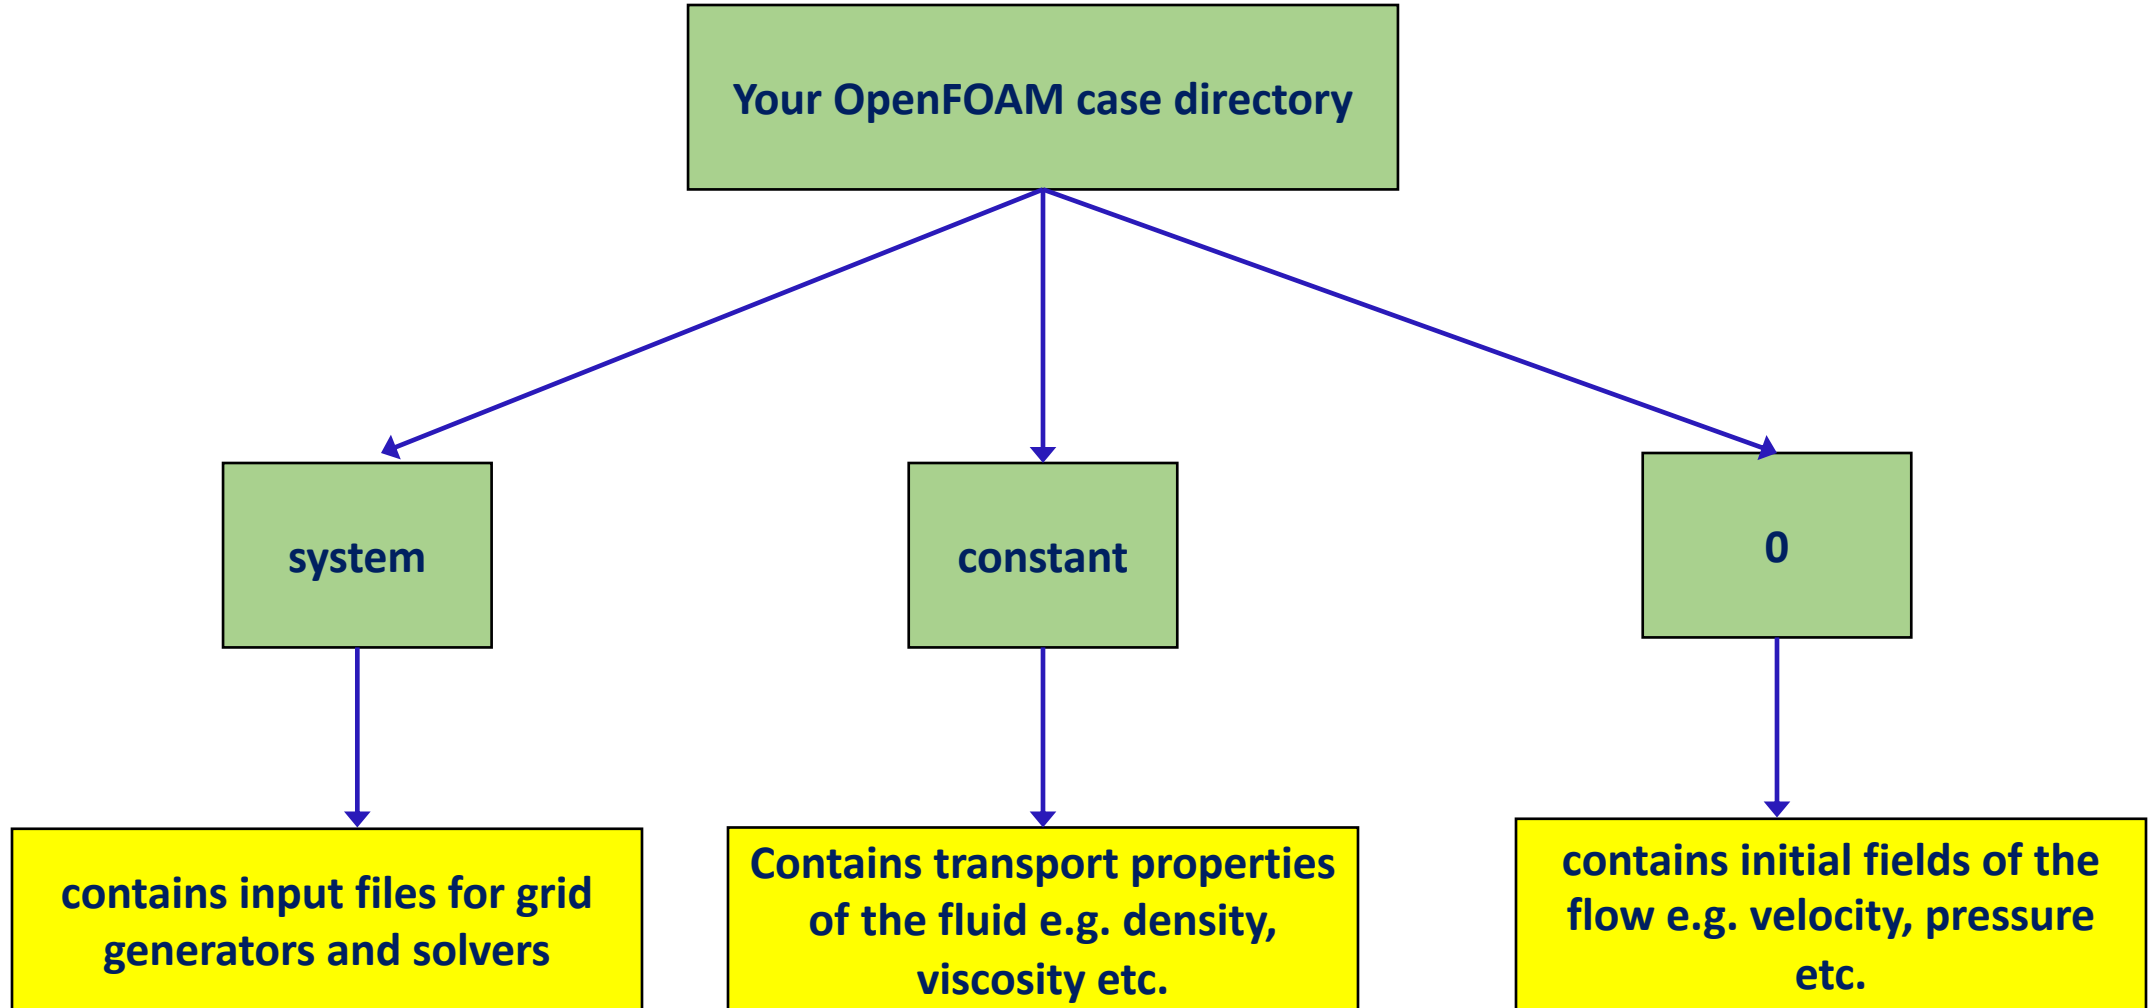 Your OpenFOAM case directory
system
constant
0
contains input files for grid
generators and solvers
Contains transport properties
of the fluid e.g. density,
viscosity etc.
contains initial fields of the
flow e.g. velocity, pressure
etc.